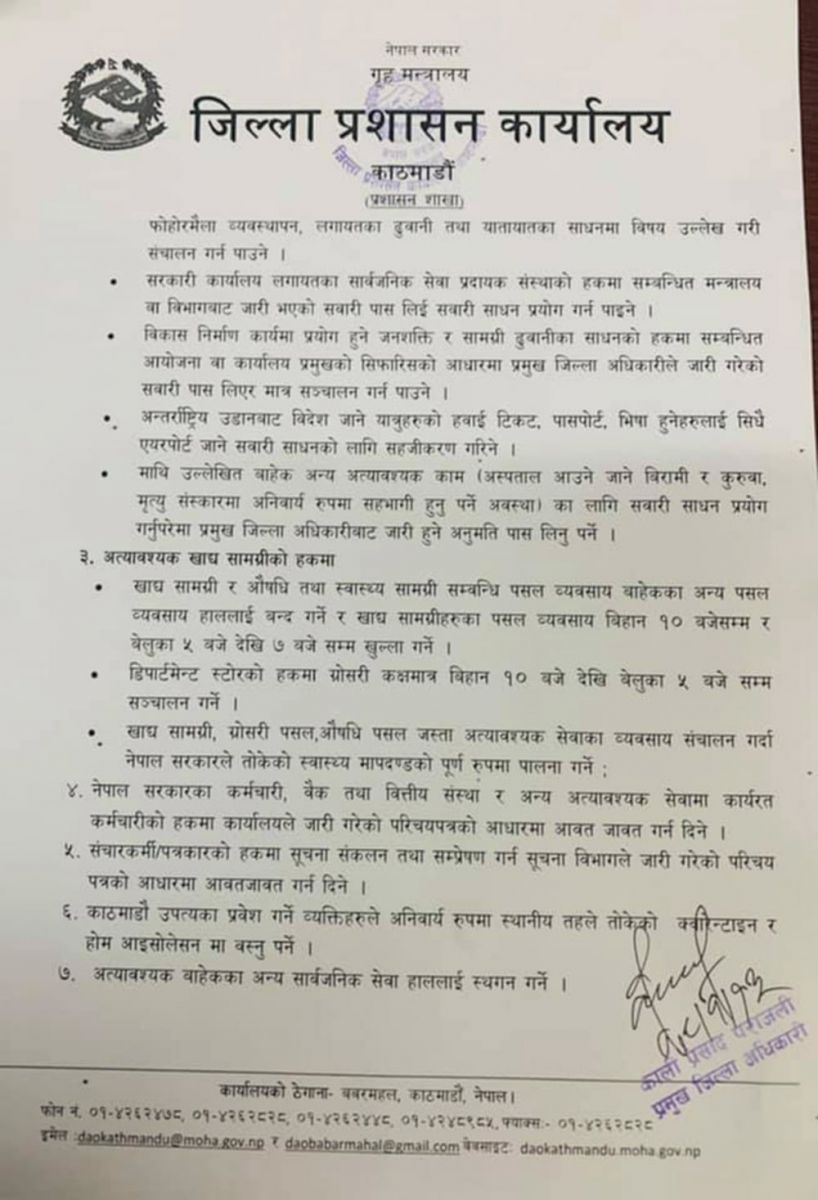 नेपाल सरकार
गृह मन्त्रालय
जिल्ला प्रशासन कार्यालय
काठमाडौं
(प्रशासन शाखा)
फोहोरमैला व्यवस्थापन, लगायतका ढुवानी तथा यातायातका साधनमा विषय उल्लेख गरी
संचालन गर्न पाउने ।
• सरकारी कार्यालय लगायतका सार्वजनिक सेवा प्रदायक संस्थाको हकमा सम्बन्धित मन्त्रालय
वा विभागबाट जारी भएको सवारी पास लिई सवारी साधन प्रयोग गर्न पाइने ।
• विकास निर्माण कार्यमा प्रयोग हुने जनशक्ति र सामग्री ढुवानीका साधनको हकमा सम्बन्धित
आयोजना वा कार्यालय प्रमुखको सिफारिसको आधारमा प्रमुख जिल्ला अधिकारीले जारी गरेको
सवारी पास लिएर मात्र सञ्चालन गर्न पाउने ।
• अन्तर्राष्ट्रिय उडानबाट विदेश जाने यात्रुहरुको हवाई टिकट, पासपोर्ट, भिषा हुनेहरुलाई सिधै
एयरपोर्ट जाने सवारी साधनको लागि सहजीकरण गरिने ।
• माथि उल्लेखित बाहेक अन्य अत्यावश्यक काम (अस्पताल आउने जाने बिरामी र कुरुवा,
मृत्यु संस्कारमा अनिवार्य रुपमा सहभागी हुनु पर्ने अवस्था) का लागि सवारी साधन प्रयोग
गर्नुपरेमा प्रमुख जिल्ला अधिकारीबाट जारी हुने अनुमति पास लिनु पर्ने ।
३. अत्यावश्यक खाद्य सामग्रीको हकमा
• खाद्य सामग्री र औषधि तथा स्वास्थ्य सामग्री सम्बन्धि पसल व्यवसाय बाहेकका अन्य पसल
व्यवसाय हाललाई बन्द गर्ने र खाद्य सामग्रीहरुका पसल व्यवसाय बिहान १० बजेसम्म र
बेलुका ५ बजे देखि ७ बजे सम्म खुल्ला गर्ने ।
• डिपार्टमेन्ट स्टोरको हकमा ग्रोसरी कक्षमात्र बिहान १० बजे देखि बेलुका ५ बजे सम्म
सञ्चालन गर्ने ।
• खाद्य सामग्री, ग्रोसरी पसल,औषधि पसल जस्ता अत्यावश्यक सेवाका व्यवसाय संचालन गर्दा
नेपाल सरकारले तोकेको स्वास्थ्य मापदण्डको पूर्ण रुपमा पालना गर्ने ;
४. नेपाल सरकारका कर्मचारी, बैंक तथा वित्तीय संस्था र अन्य अत्यावश्यक सेवामा कार्यरत
कर्मचारीको हकमा कार्यालयले जारी गरेको परिचयपत्रको आधारमा आवत जावत गर्न दिने ।
५. संचारकर्मी/पत्रकारको हकमा सूचना संकलन तथा सम्प्रेषण गर्न सूचना विभागले जारी गरेको परिचय
पत्रको आधारमा आवतजावत गर्न दिने ।
६. काठमाडौं उपत्यका प्रवेश गर्ने व्यक्तिहरुले अनिवार्य रुपमा स्थानीय तहले तोकेको क्वारेन्टाइन र
होम आइसोलेसन मा वस्नु पर्ने ।
७. अत्यावश्यक बाहेकका अन्य सार्वजनिक सेवा हाललाई स्थगन गर्ने ।
काली प्रसाद पराजुली
प्रमुख जिल्ला अधिकारी
कार्यालयको ठेगाना- बबरमहल, काठमाडौं, नेपाल।
फोन नं. ०१-४२६२४७८, ०१-४२६२८२८, ०१-४२६२४४८, ०१-४२४८९८५, फ्याक्सः- ०१-४२६२८२८
इमेल :daokathmandu@moha.gov.np र daobabarmahal@gmail.com वेबसाइटः daokathmandu.moha.gov.np